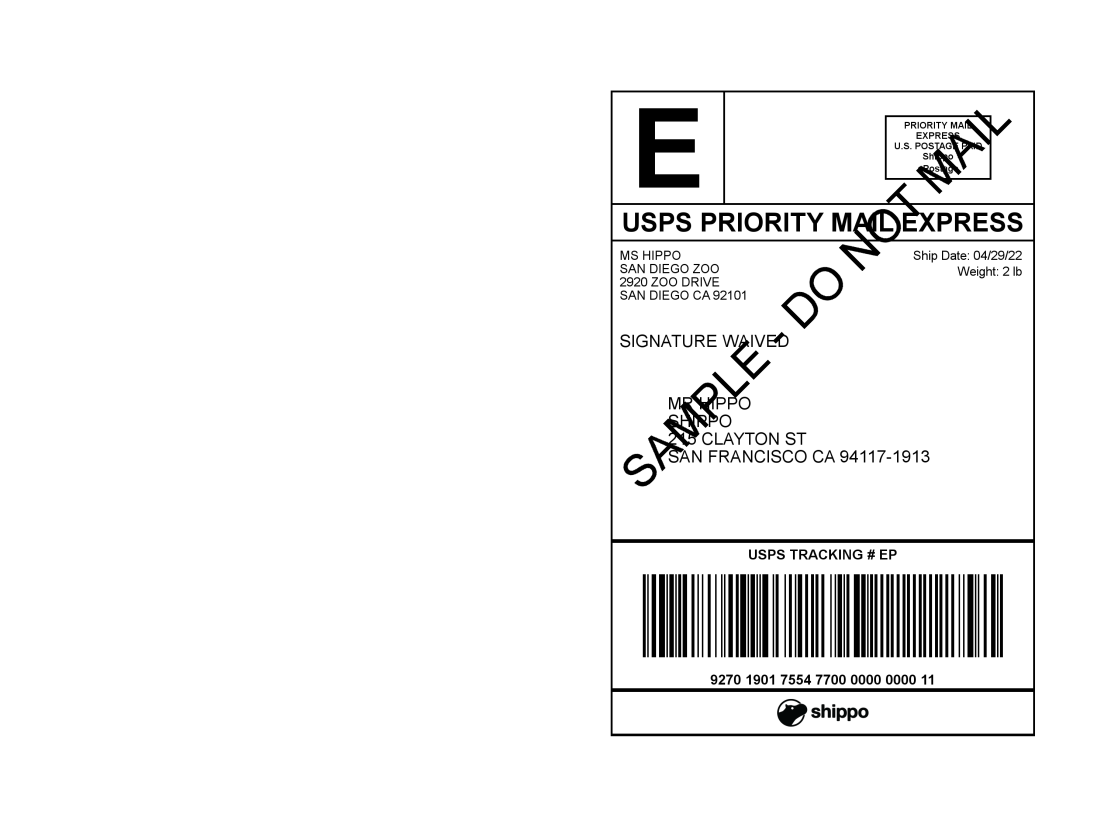 E
PRIORITY MAIL
EXPRESS
U.S. POSTAGE PAID
Shippo
Postage
USPS PRIORITY MAIL EXPRESS
MS HIPPO
SAN DIEGO ZOO
2920 ZOO DRIVE
SAN DIEGO CA 92101
Ship Date: 04/29/22
Weight: 2 lb
SIGNATURE WAIVED
MR HIPPO
SHIPPO
215 CLAYTON ST
SAN FRANCISCO CA 94117-1913
SAMPLE - DO NOT MAIL
USPS TRACKING # EP
9270 1901 7554 7700 0000 0000 11
shippo